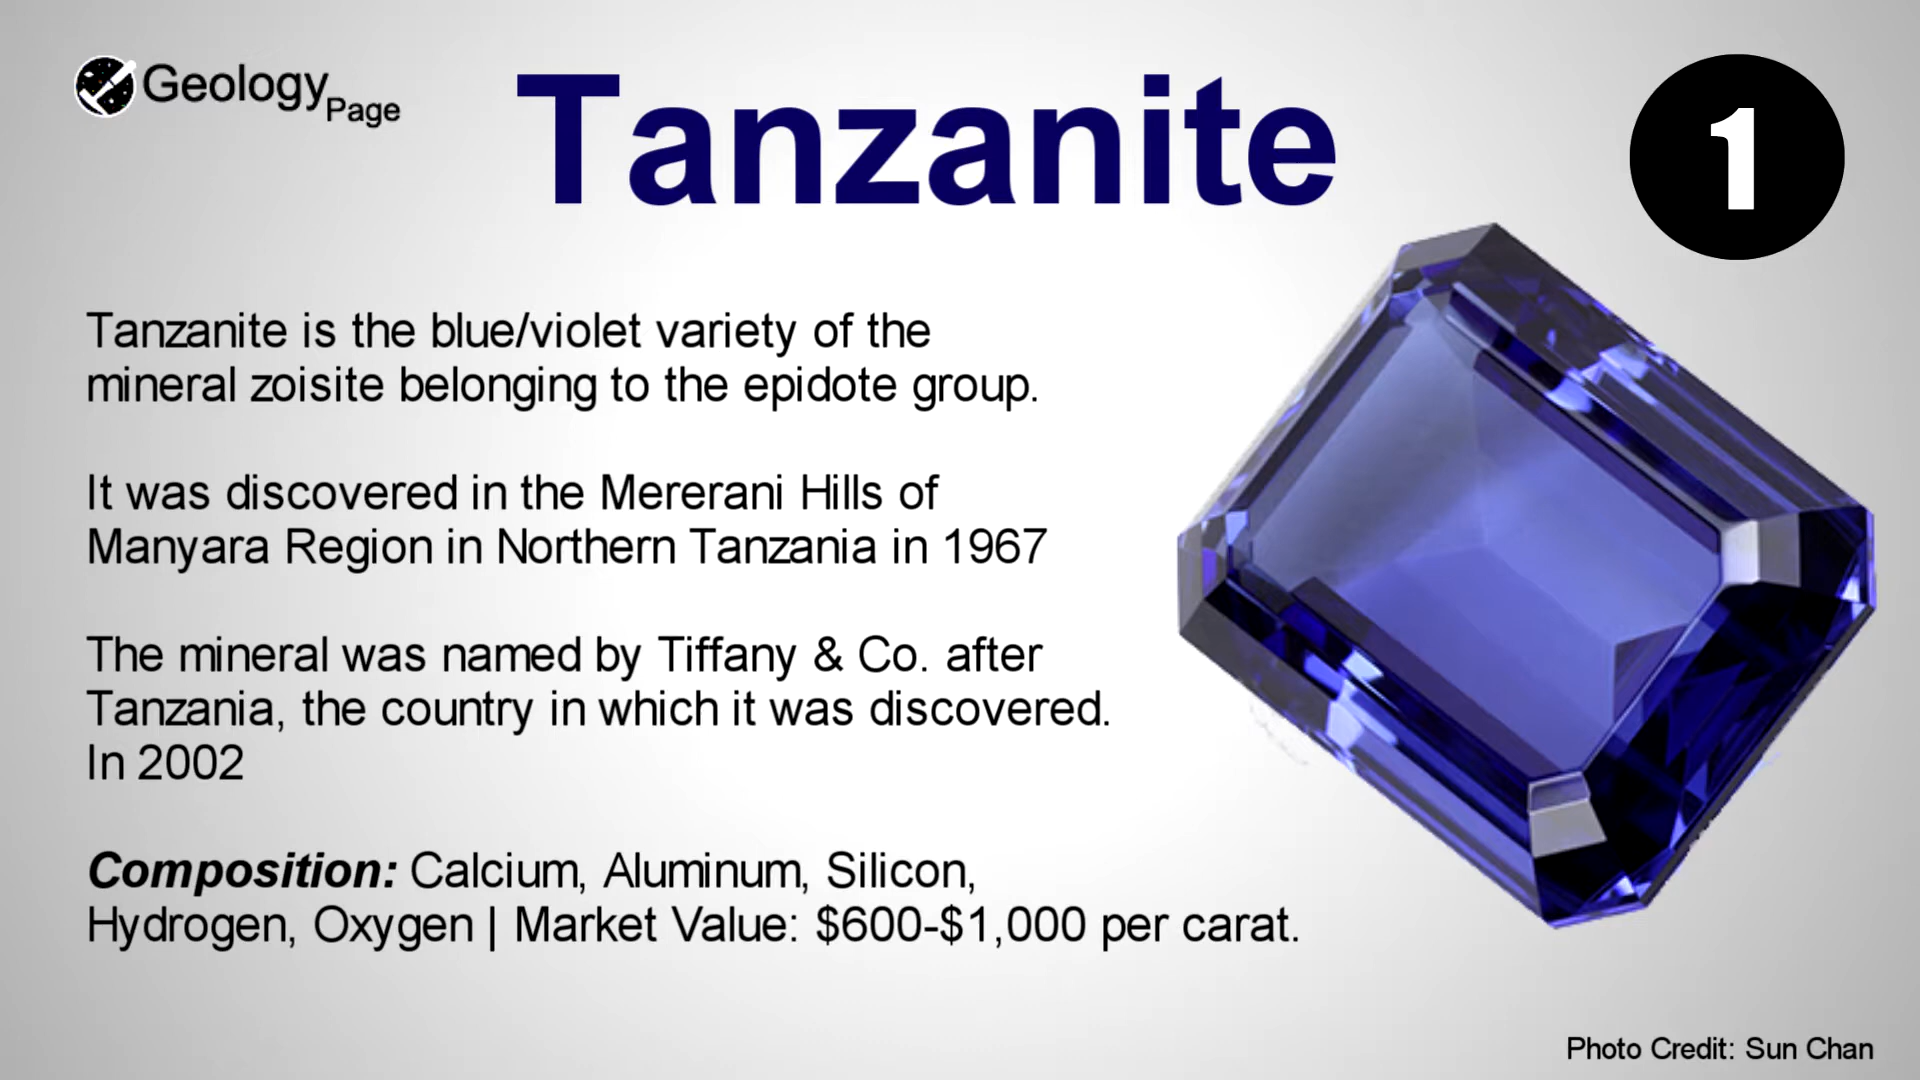 Geology Page
Tanzanite
1
Tanzanite is the blue/violet variety of the
mineral zoisite belonging to the epidote group.
It was discovered in the Mererani Hills of
Manyara Region in Northern Tanzania in 1967
The mineral was named by Tiffany & Co. after
Tanzania, the country in which it was discovered.
In 2002
Composition: Calcium, Aluminum, Silicon,
Hydrogen, Oxygen | Market Value: $600-$1,000 per carat.
Photo Credit: Sun Chan